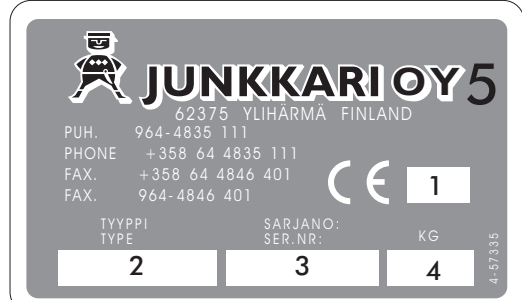 JUNKKARI OY 5
62375 YLIHÄRMÄ FINLAND
PUH. 964-4835 111
PHONE +358 64 4835 111
FAX. +358 64 4846 401
FAX. 964-4846 401
CE 1
TYYPPI
TYPE
SARJANO:
SER.NR:
KG
2
3
4
4-57335